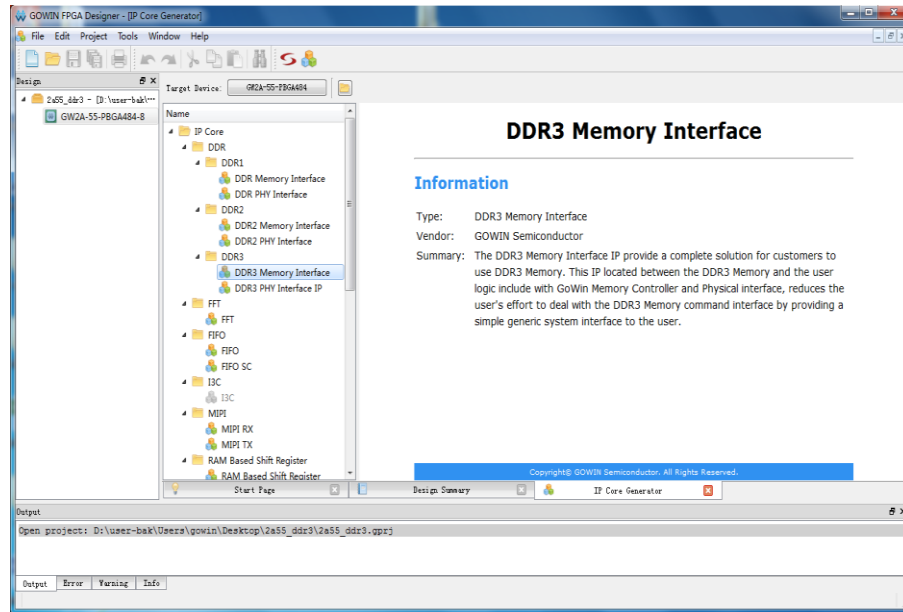 GOWIN FPGA Designer - [IP Core Generator]
File Edit Project Tools Window Help
Design
Target Device: GW2A-55-PBGA484
2a55_ddr3 - [D:\user-bak\...
GW2A-55-PBGA484-8
Name
IP Core
DDR
DDR1
DDR Memory Interface
DDR PHY Interface
DDR2
DDR2 Memory Interface
DDR2 PHY Interface
DDR3
DDR3 Memory Interface
DDR3 PHY Interface IP
FFT
FFT
FIFO
FIFO
FIFO SC
I3C
I3C
MIPI
MIPI RX
MIPI TX
RAM Based Shift Register
RAM Based Shift Register
DDR3 Memory Interface
Information
Type: DDR3 Memory Interface
Vendor: GOWIN Semiconductor
Summary: The DDR3 Memory Interface IP provide a complete solution for customers to
use DDR3 Memory. This IP located between the DDR3 Memory and the user
logic include with GoWin Memory Controller and Physical interface, reduces the
user's effort to deal with the DDR3 Memory command interface by providing a
simple generic system interface to the user.
Copyright© GOWIN Semiconductor. All Rights Reserved.
Start Page Design Summary IP Core Generator
Output
Open project: D:\user-bak\Users\gowin\Desktop\2a55_ddr3\2a55_ddr3.gprj
Output Error Warning Info